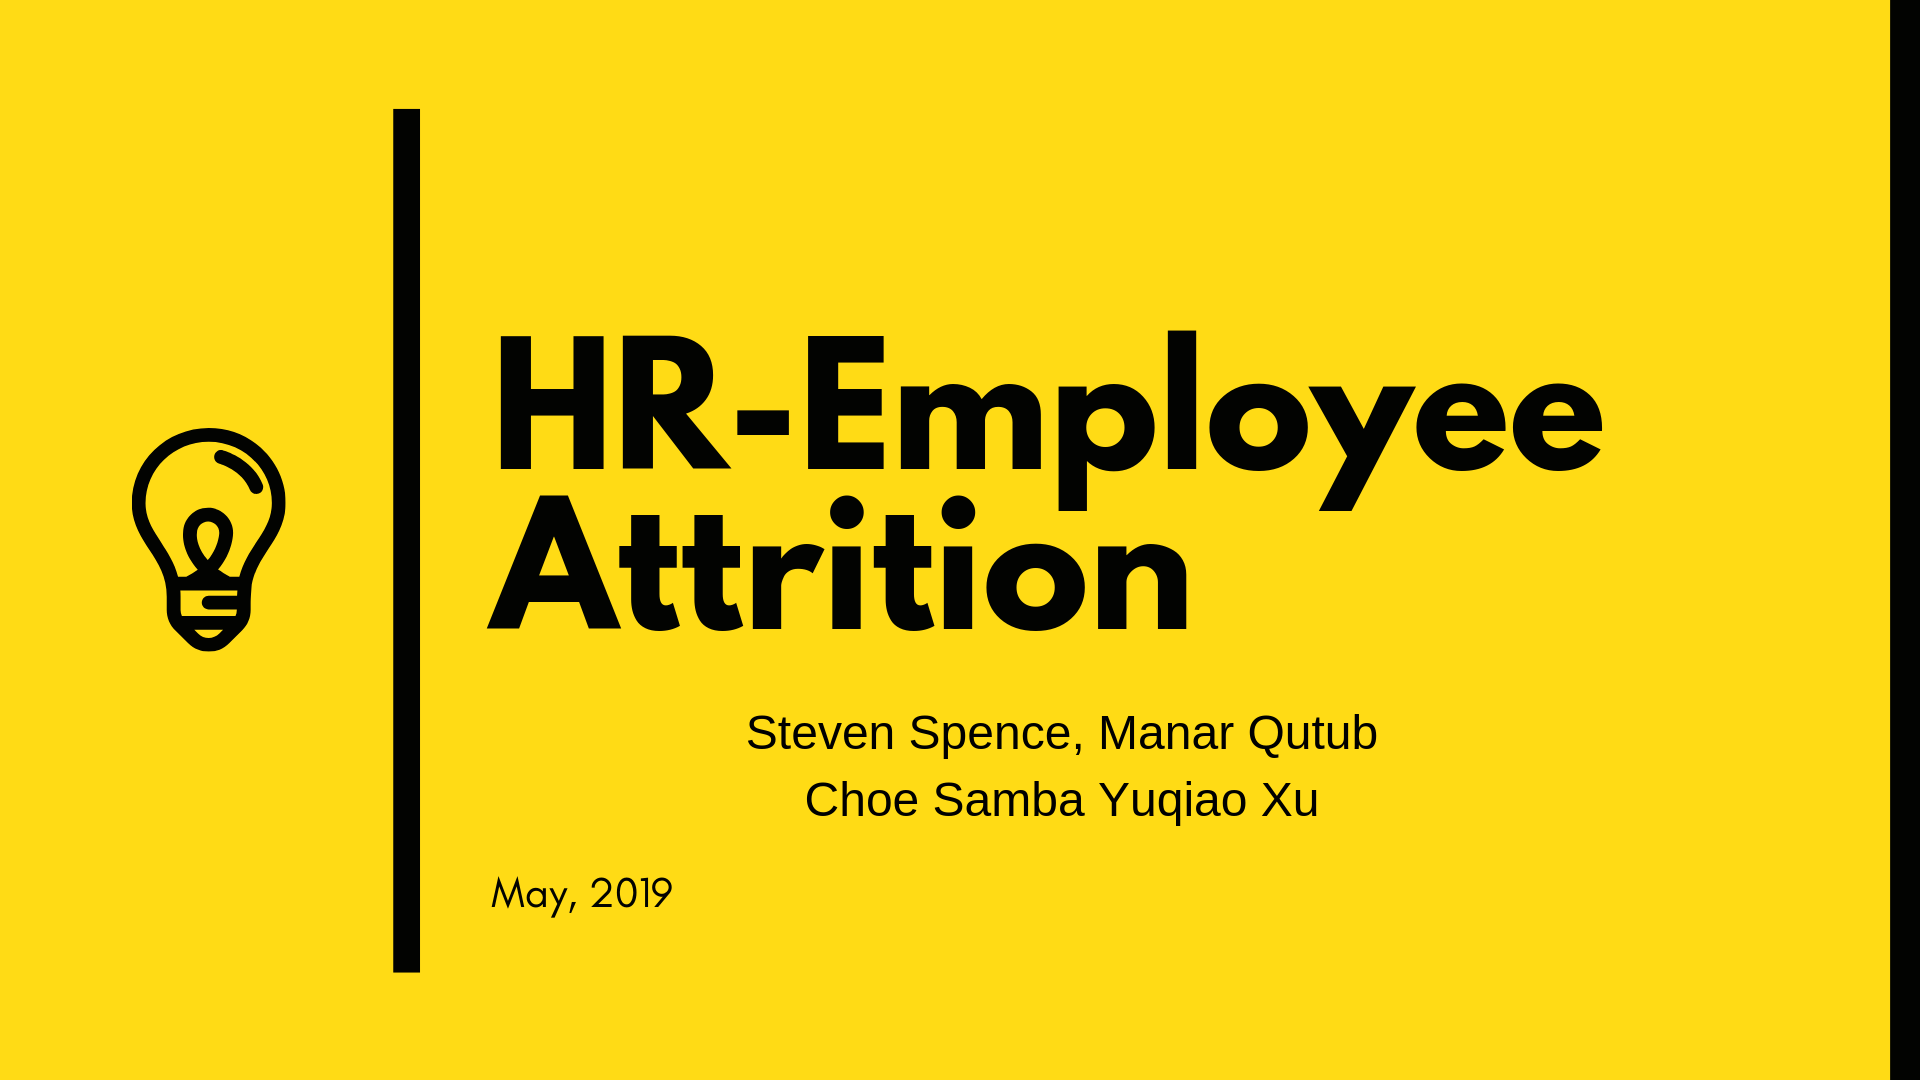 HR-Employee
Attrition
Steven Spence, Manar Qutub
Choe Samba Yuqiao Xu
May, 2019